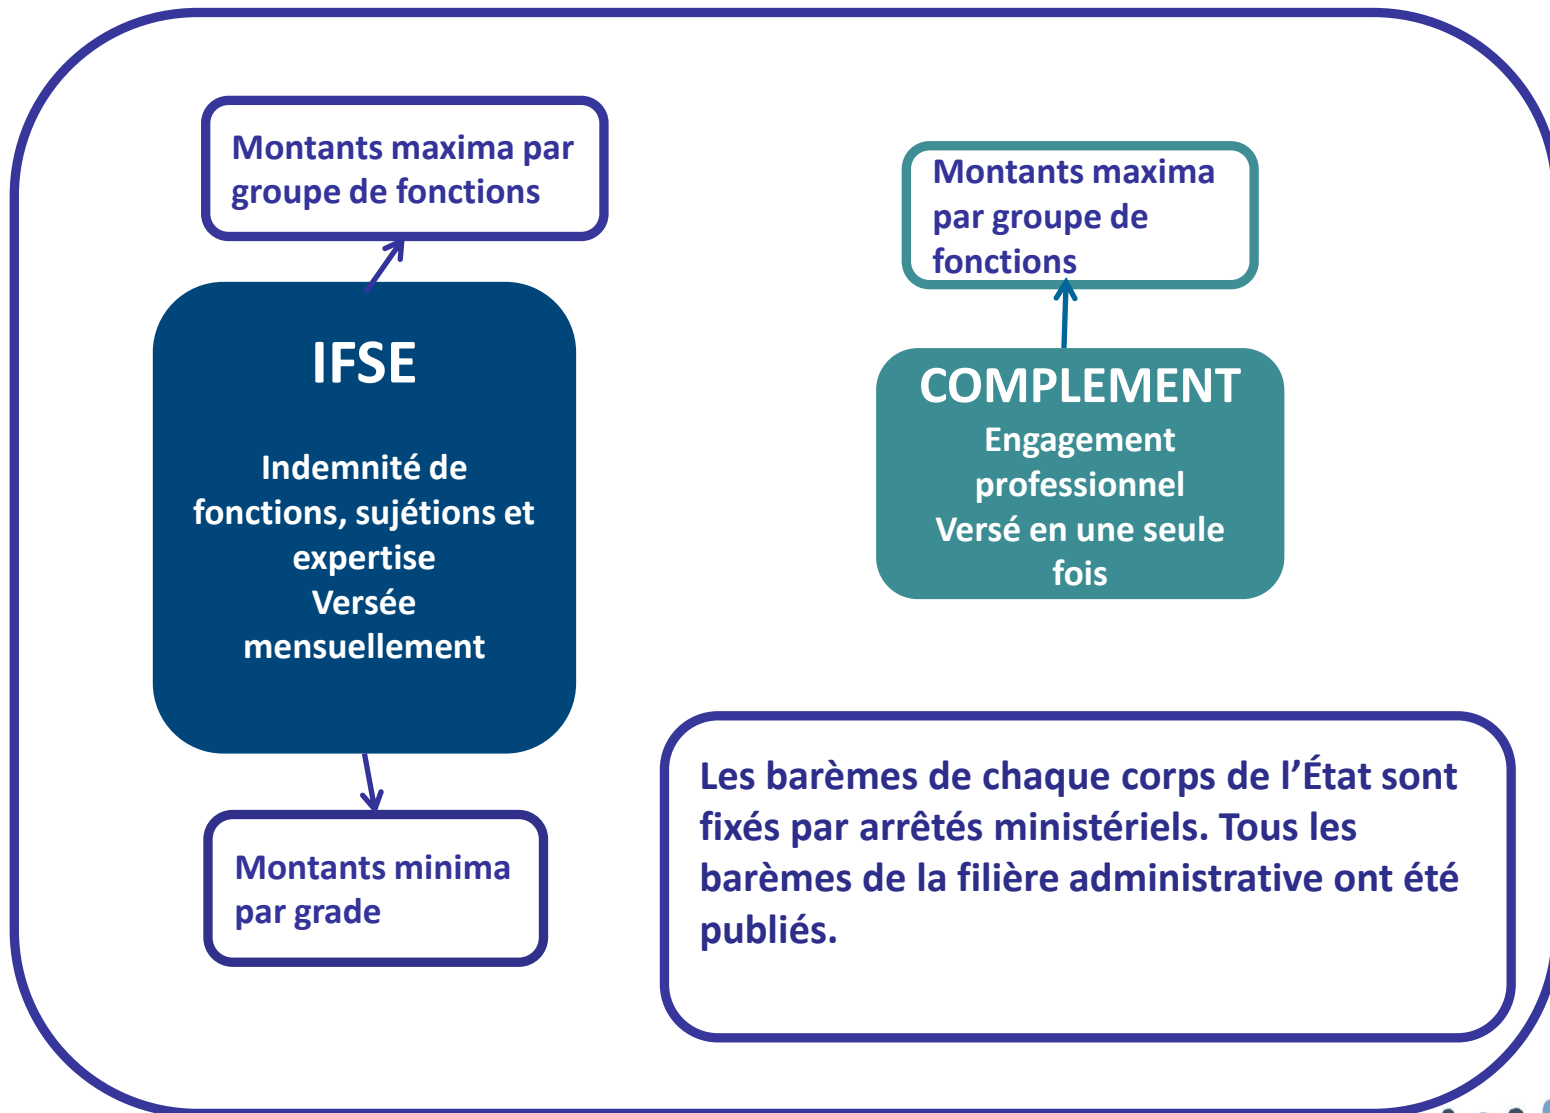 Montants maxima par
groupe de fonctions
IFSE
Indemnité de
fonctions, sujétions et
expertise
Versée
mensuellement
Montants minima
par grade
Montants maxima
par groupe de
fonctions
COMPLEMENT
Engagement
professionnel
Versé en une seule
fois
Les barèmes de chaque corps de l’État sont
fixés par arrêtés ministériels. Tous les
barèmes de la filière administrative ont été
publiés.